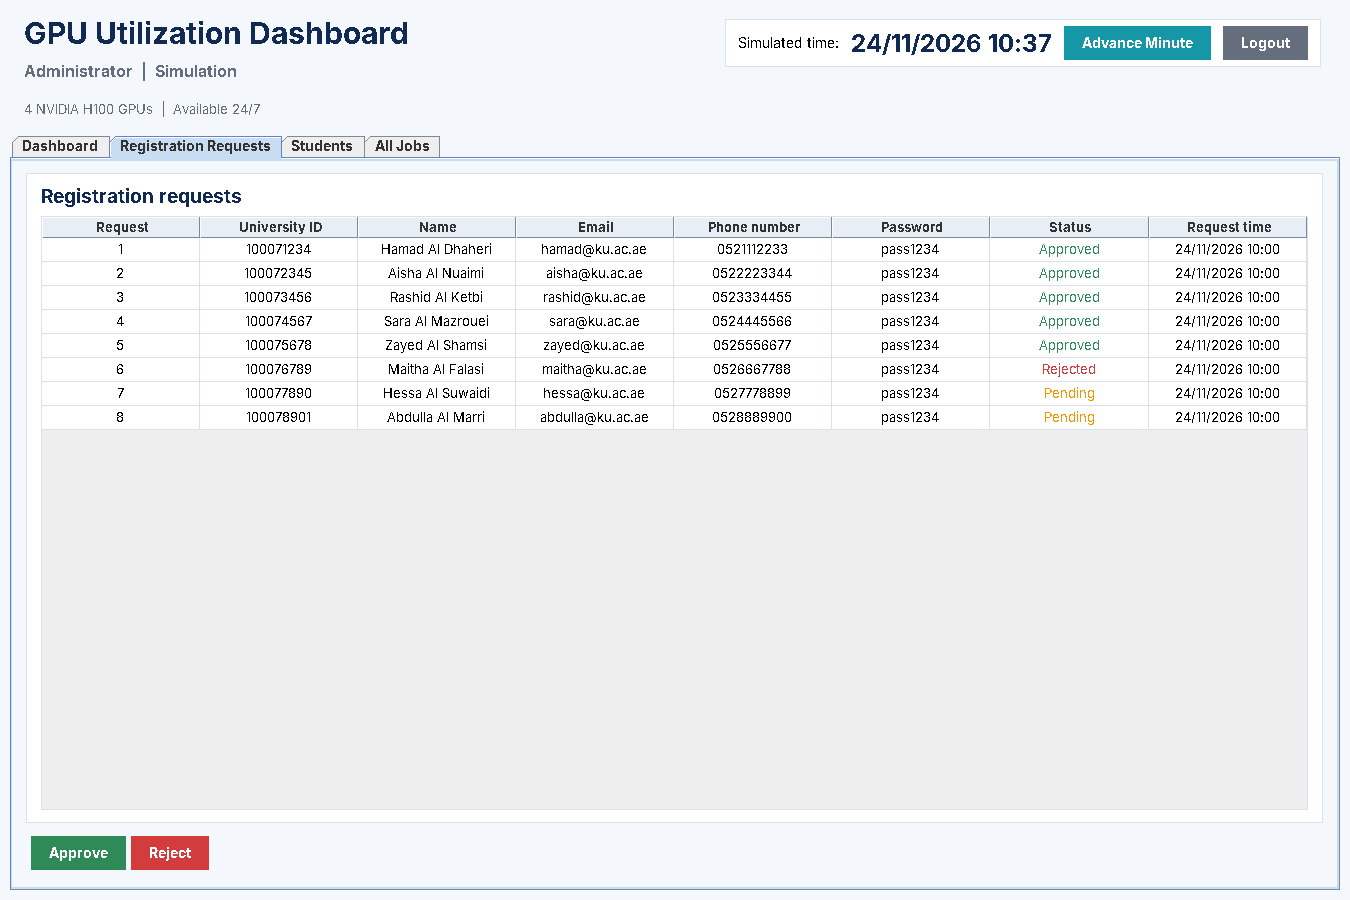 GPU Utilization Dashboard
Administrator | Simulation
4 NVIDIA H100 GPUs | Available 24/7
Simulated time: 24/11/2026 10:37 Advance Minute Logout
Dashboard Registration Requests Students All Jobs
Registration requests
Request University ID Name Email Phone number Password Status Request time
1 100071234 Hamad Al Dhaheri hamad@ku.ac.ae 0521112233 pass1234 Approved 24/11/2026 10:00
2 100072345 Aisha Al Nuaimi aisha@ku.ac.ae 0522223344 pass1234 Approved 24/11/2026 10:00
3 100073456 Rashid Al Ketbi rashid@ku.ac.ae 0523334455 pass1234 Approved 24/11/2026 10:00
4 100074567 Sara Al Mazrouei sara@ku.ac.ae 0524445566 pass1234 Approved 24/11/2026 10:00
5 100075678 Zayed Al Shamsi zayed@ku.ac.ae 0525556677 pass1234 Approved 24/11/2026 10:00
6 100076789 Maitha Al Falasi maitha@ku.ac.ae 0526667788 pass1234 Rejected 24/11/2026 10:00
7 100077890 Hessa Al Suwaidi hessa@ku.ac.ae 0527778899 pass1234 Pending 24/11/2026 10:00
8 100078901 Abdulla Al Marri abdulla@ku.ac.ae 0528889900 pass1234 Pending 24/11/2026 10:00
Approve Reject